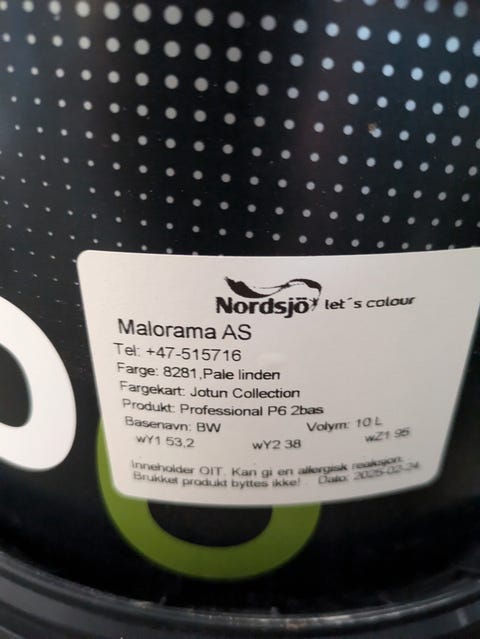 Nordsjö let´s colour
Malorama AS
Tel: +47-515716
Farge: 8281,Pale linden
Fargekart: Jotun Collection
Produkt: Professional P6 2bas
Basenavn: BW Volym: 10 L
wY1 53,2 wY2 38 wZ1 95
Inneholder OIT. Kan gi en allergisk reaksjon.
Brukket produkt byttes ikke! Dato: 2025-02-24